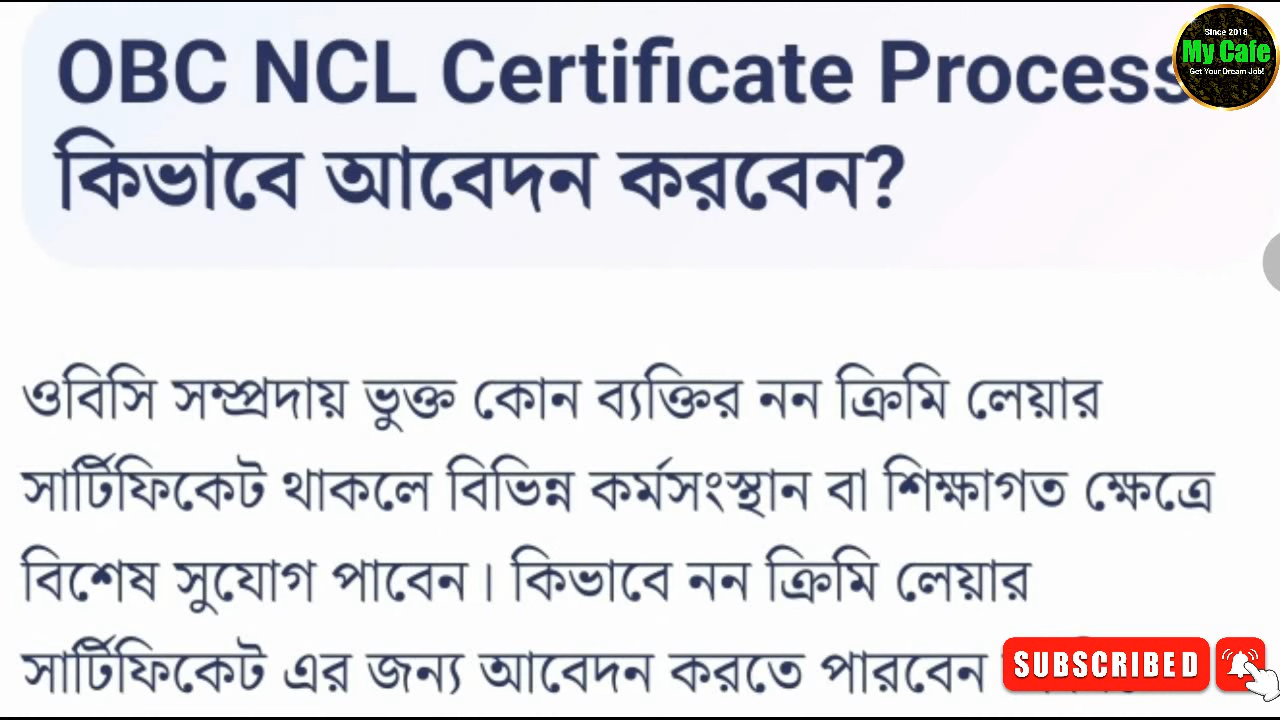 OBC NCL Certificate Process
কিভাবে আবেদন করবেন?
ওবিসি সম্প্রদায় ভুক্ত কোন ব্যক্তির নন ক্রিমি লেয়ার
সার্টিফিকেট থাকলে বিভিন্ন কর্মসংস্থান বা শিক্ষাগত ক্ষেত্রে
বিশেষ সুযোগ পাবেন। কিভাবে নন ক্রিমি লেয়ার
সার্টিফিকেট এর জন্য আবেদন করতে পারবেন
Since 2018
My Cafe
Get Your Dream Job!
SUBSCRIBED